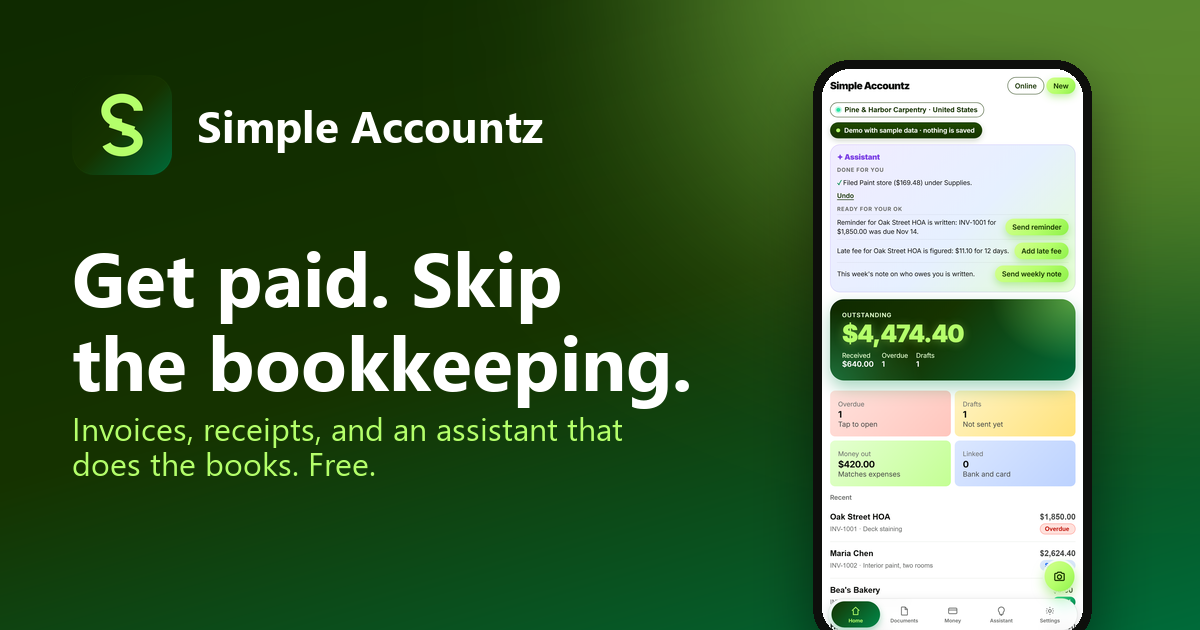 S
Simple Accountz
Get paid. Skip
the bookkeeping.
Invoices, receipts, and an assistant that
does the books. Free.
Simple Accountz
Online
New
Pine & Harbor Carpentry · United States
Demo with sample data · nothing is saved
Assistant
DONE FOR YOU
✓Filed Paint store ($169.48) under Supplies.
Undo
READY FOR YOUR OK
Reminder for Oak Street HOA is written: INV-1001 for
$1,850.00 was due Nov 14.
Send reminder
Late fee for Oak Street HOA is figured: $11.10 for 12 days.
Add late fee
This week's note on who owes you is written.
Send weekly note
OUTSTANDING
$4,474.40
Received Overdue Drafts
$640.00 1 1
Overdue
1
Tap to open
Drafts
1
Not sent yet
Money out
$420.00
Matches expenses
Linked
0
Bank and card
Recent
Oak Street HOA
$1,850.00
INV-1001 · Deck staining
Overdue
Maria Chen
$2,624.40
INV-1002 · Interior paint, two rooms
Bea's Bakery
Home
Documents
Money
Assistant
Settings